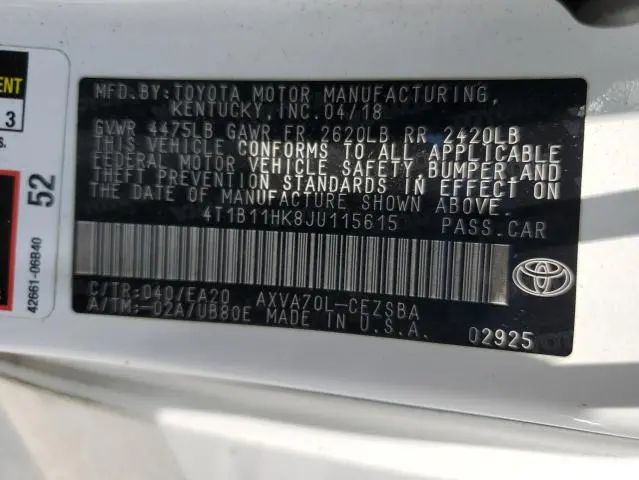 MFD. BY: TOYOTA MOTOR MANUFACTURING,
KENTUCKY, INC. 04/18
GVWR 4475LB GAWR FR 2620LB RR 2420LB
THIS VEHICLE CONFORMS TO ALL APPLICABLE
FEDERAL MOTOR VEHICLE SAFETY, BUMPER, AND
THEFT PREVENTION STANDARDS IN EFFECT ON
THE DATE OF MANUFACTURE SHOWN ABOVE.
4T1B11HK8JU115615 PASS. CAR
C/TR: 040/EA20 AXVA70L-CEZSBA
A/TM: -02A/UB80E MADE IN U.S.A.
02925
3
52
42661-06B40